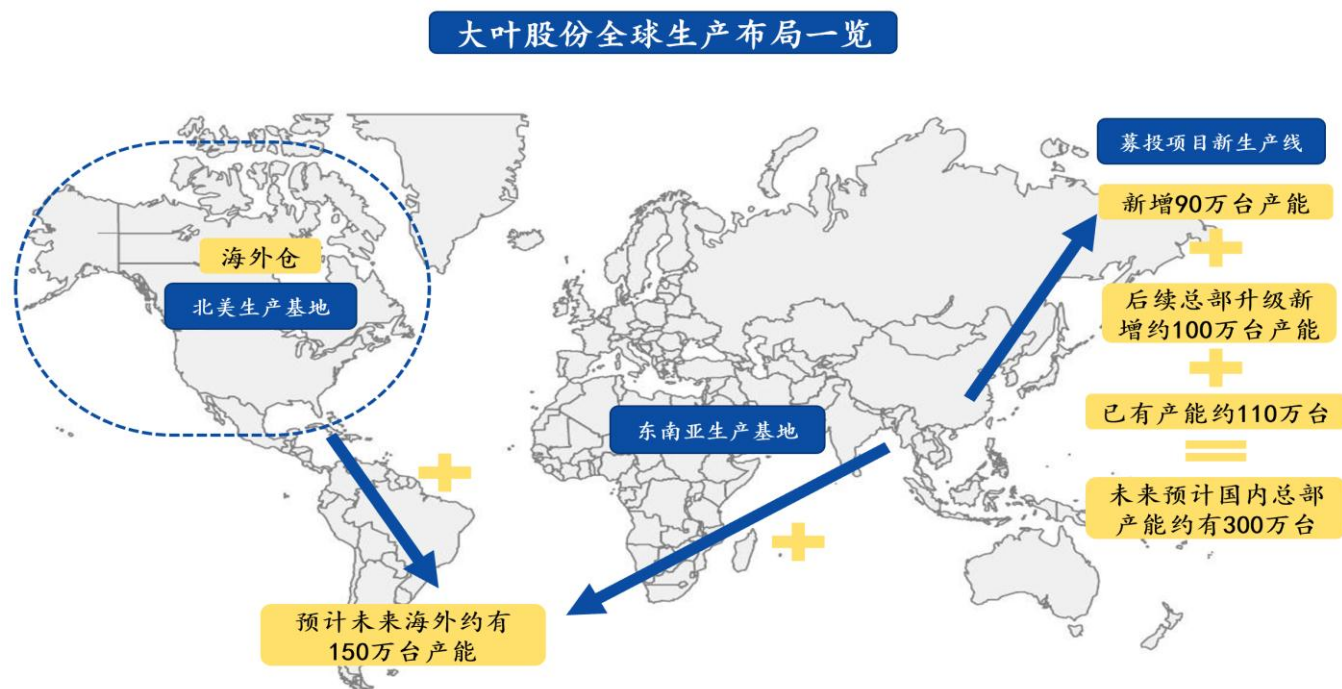 大叶股份全球生产布局一览
募投项目新生产线
新增90万台产能
海外仓
北美生产基地
后续总部升级新
增约100万台产能
已有产能约110万台
东南亚生产基地
未来预计国内总部
产能约有300万台
预计未来海外约有
150万台产能